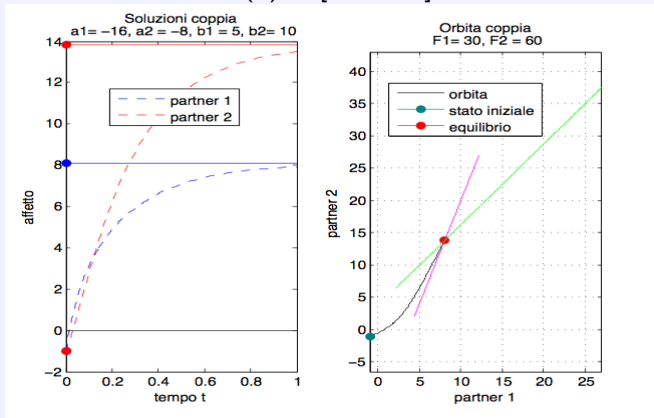 Soluzioni coppia
a1= −16, a2 = −8, b1 = 5, b2= 10
14
12
10
8
6
4
2
0
−2
affetto
partner 1
partner 2
0
0.2
0.4
0.6
0.8
1
tempo t
Orbita coppia
F1= 30, F2 = 60
40
35
30
25
20
15
10
5
0
−5
partner 2
orbita
stato iniziale
equilibrio
0
5
10
15
20
25
partner 1